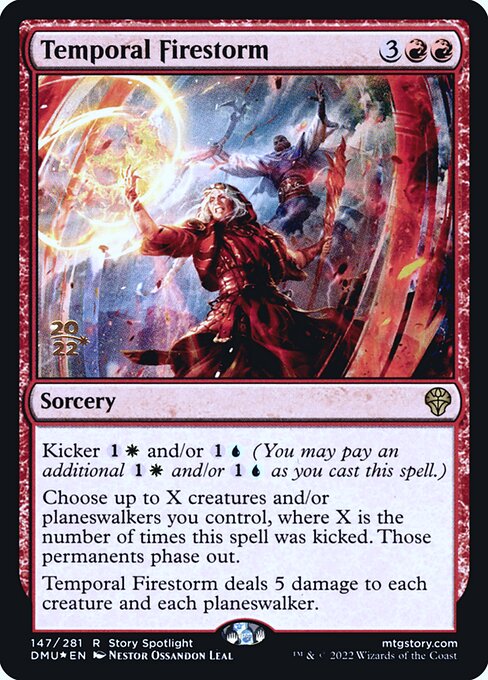 Temporal Firestorm 3
20
22
Sorcery
Kicker 1 and/or 1 (You may pay an
additional 1 and/or 1 as you cast this spell.)
Choose up to X creatures and/or
planeswalkers you control, where X is the
number of times this spell was kicked. Those
permanents phase out.
Temporal Firestorm deals 5 damage to each
creature and each planeswalker.
147/281 R Story Spotlight mtgstory.com
DMU★EN Nestor Ossandon Leal ™ & © 2022 Wizards of the Coast